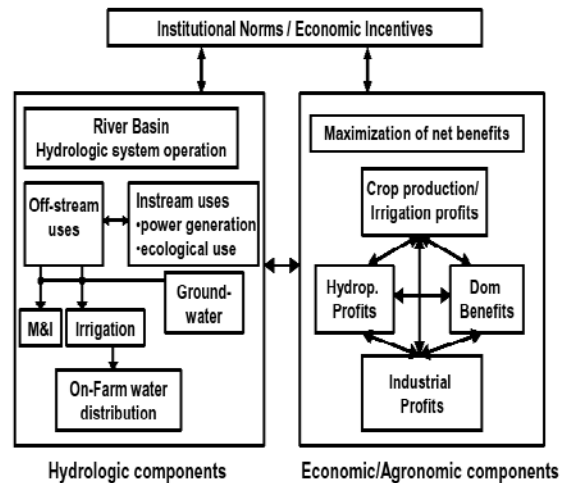 Institutional Norms / Economic Incentives
River Basin
Hydrologic system operation
Off-stream
uses
Instream uses
•power generation
•ecological use
Ground-
water
M&I
Irrigation
On-Farm water
distribution
Hydrologic components
Maximization of net benefits
Crop production/
Irrigation profits
Hydrop.
Profits
Dom
Benefits
Industrial
Profits
Economic/Agronomic components